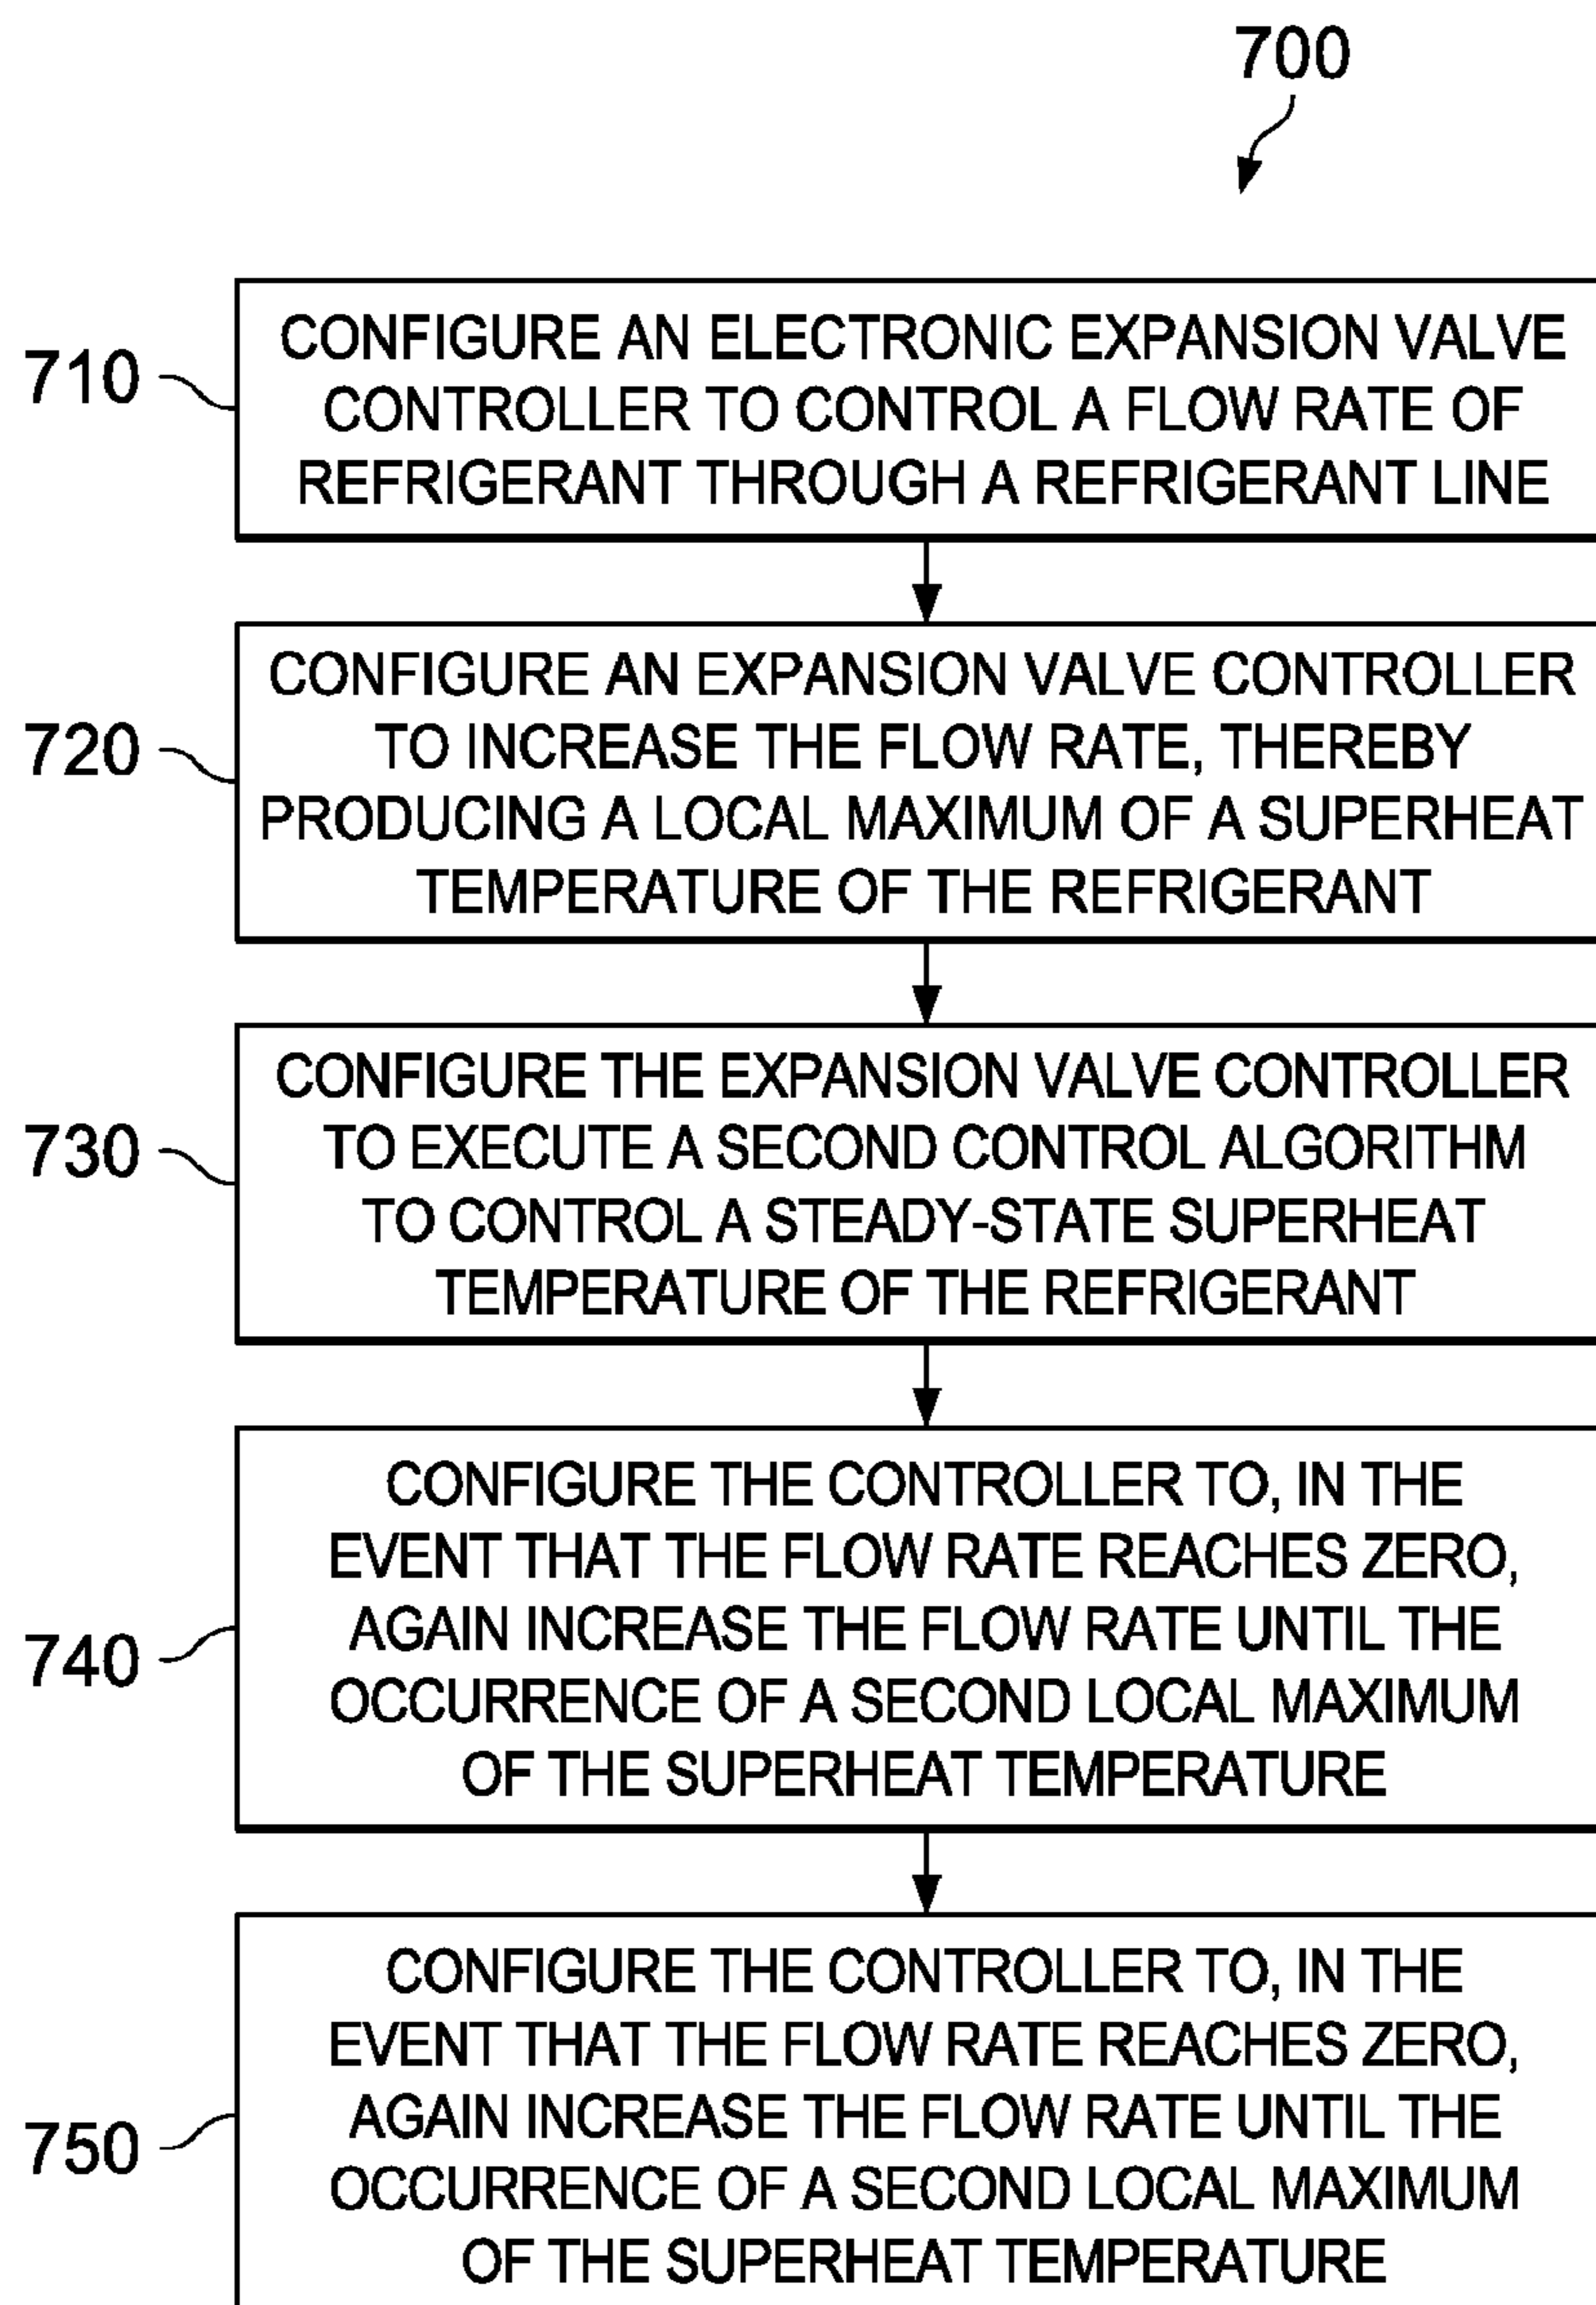 700
710
CONFIGURE AN ELECTRONIC EXPANSION VALVE
CONTROLLER TO CONTROL A FLOW RATE OF
REFRIGERANT THROUGH A REFRIGERANT LINE
720
CONFIGURE AN EXPANSION VALVE CONTROLLER
TO INCREASE THE FLOW RATE, THEREBY
PRODUCING A LOCAL MAXIMUM OF A SUPERHEAT
TEMPERATURE OF THE REFRIGERANT
730
CONFIGURE THE EXPANSION VALVE CONTROLLER
TO EXECUTE A SECOND CONTROL ALGORITHM
TO CONTROL A STEADY-STATE SUPERHEAT
TEMPERATURE OF THE REFRIGERANT
740
CONFIGURE THE CONTROLLER TO, IN THE
EVENT THAT THE FLOW RATE REACHES ZERO,
AGAIN INCREASE THE FLOW RATE UNTIL THE
OCCURRENCE OF A SECOND LOCAL MAXIMUM
OF THE SUPERHEAT TEMPERATURE
750
CONFIGURE THE CONTROLLER TO, IN THE
EVENT THAT THE FLOW RATE REACHES ZERO,
AGAIN INCREASE THE FLOW RATE UNTIL THE
OCCURRENCE OF A SECOND LOCAL MAXIMUM
OF THE SUPERHEAT TEMPERATURE